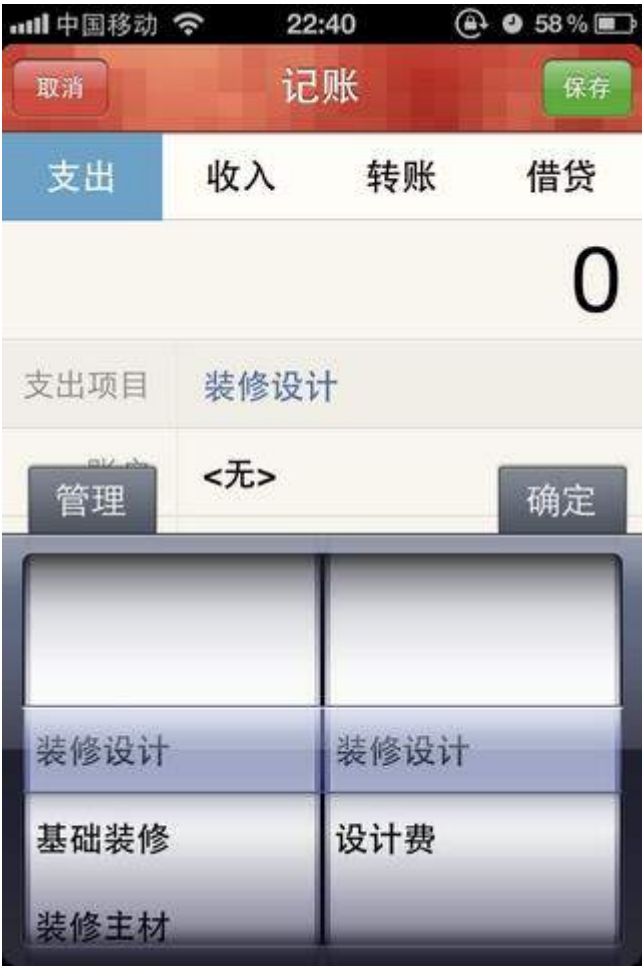 中国移动 22:40 58%
取消 记账 保存
支出 收入 转账 借贷
0
支出项目 装修设计
账户 <无>
管理 确定
装修设计 装修设计
基础装修 设计费
装修主材